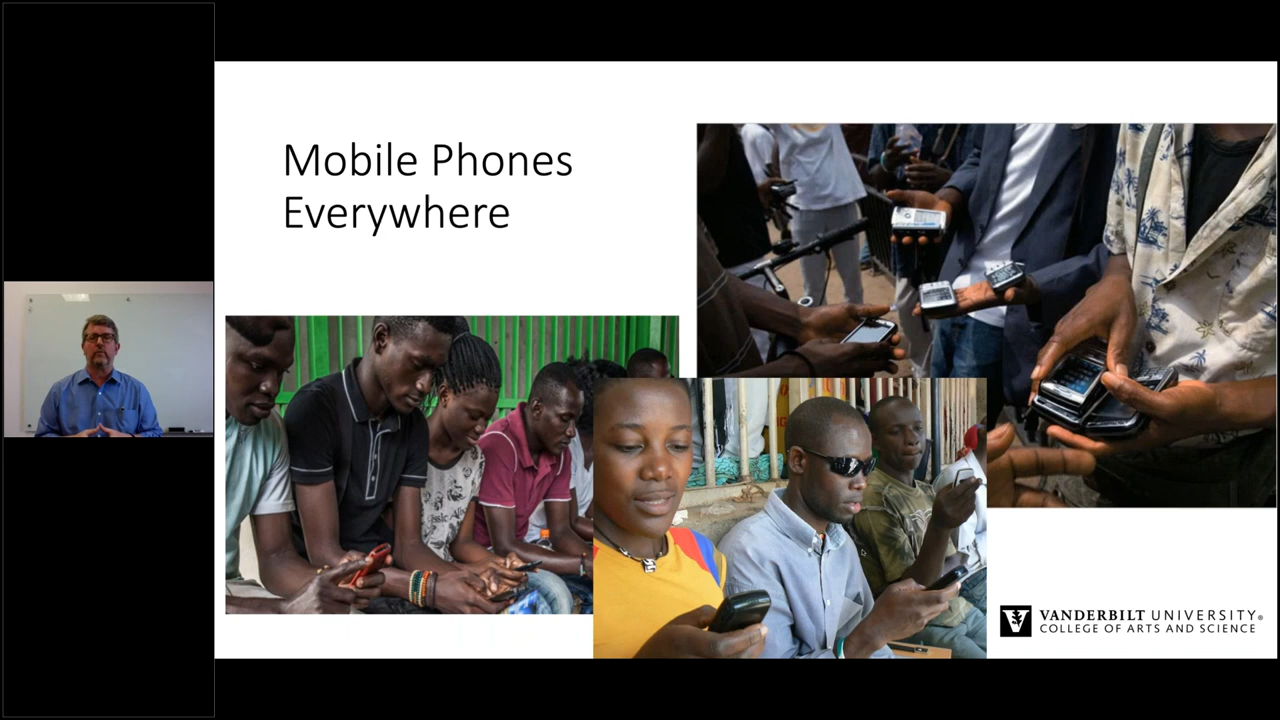 Mobile Phones
Everywhere
VANDERBILT UNIVERSITY®
COLLEGE OF ARTS AND SCIENCE